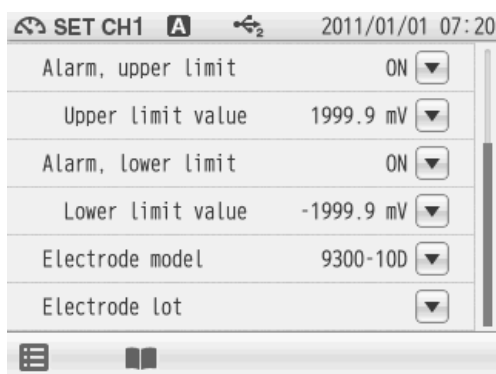 SET CH1 A 2 2011/01/01 07:20
Alarm, upper limit ON
Upper limit value 1999.9 mV
Alarm, lower limit ON
Lower limit value -1999.9 mV
Electrode model 9300-10D
Electrode lot